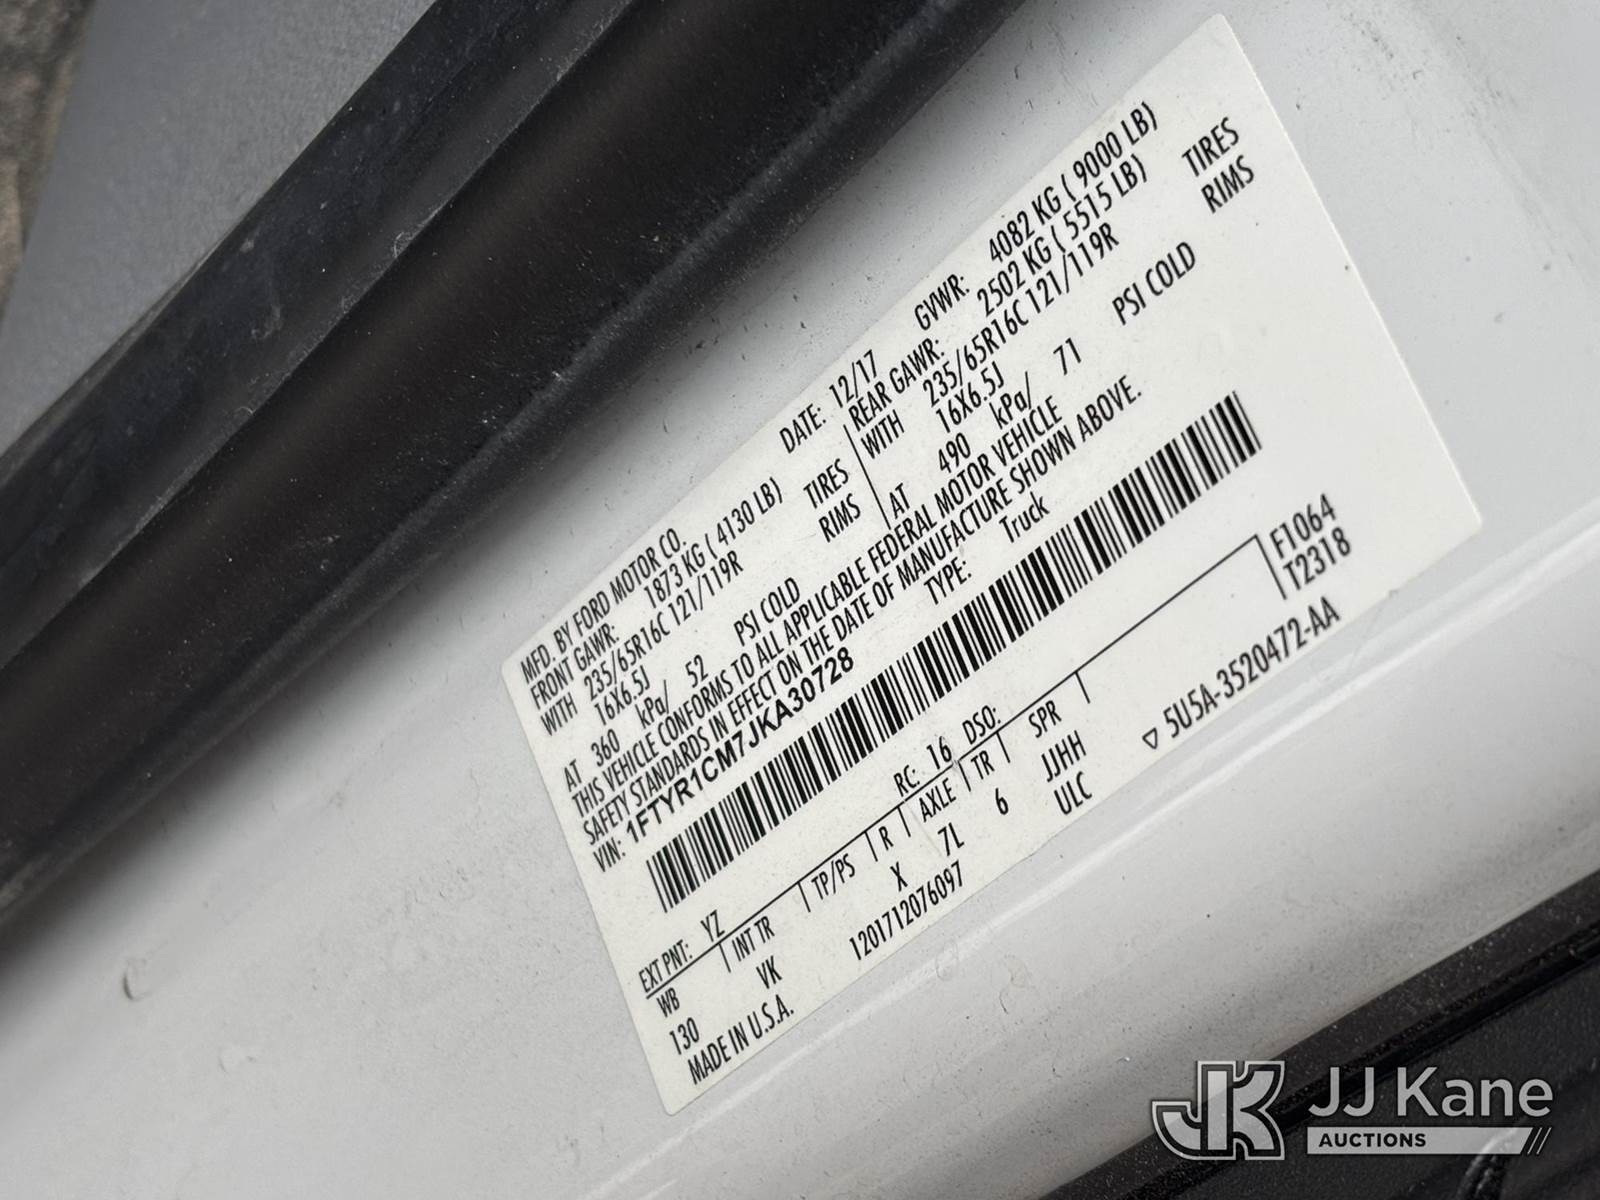 MFD. BY FORD MOTOR CO. DATE: 12/17 GVWR: 4082 KG ( 9000 LB)
FRONT GAWR: 1873 KG ( 4130 LB) REAR GAWR: 2502 KG ( 5515 LB)
WITH 235/65R16C 121/119R TIRES WITH 235/65R16C 121/119R TIRES
16X6.5J RIMS 16X6.5J RIMS
AT 360 kPa/ 52 PSI COLD AT 490 kPa/ 71 PSI COLD
THIS VEHICLE CONFORMS TO ALL APPLICABLE FEDERAL MOTOR VEHICLE
SAFETY STANDARDS IN EFFECT ON THE DATE OF MANUFACTURE SHOWN ABOVE.
VIN: 1FTYR1CM7JKA30728 TYPE: Truck
EXT PNT: YZ RC: 16 DSO: F1064
WB INT TR TP/PS R AXLE TR SPR T2318
130 VK X 7L 6 JJHH
MADE IN U.S.A. 1201712076097 ULC
▽ 5U5A-3520472-AA
JK JJ Kane
AUCTIONS